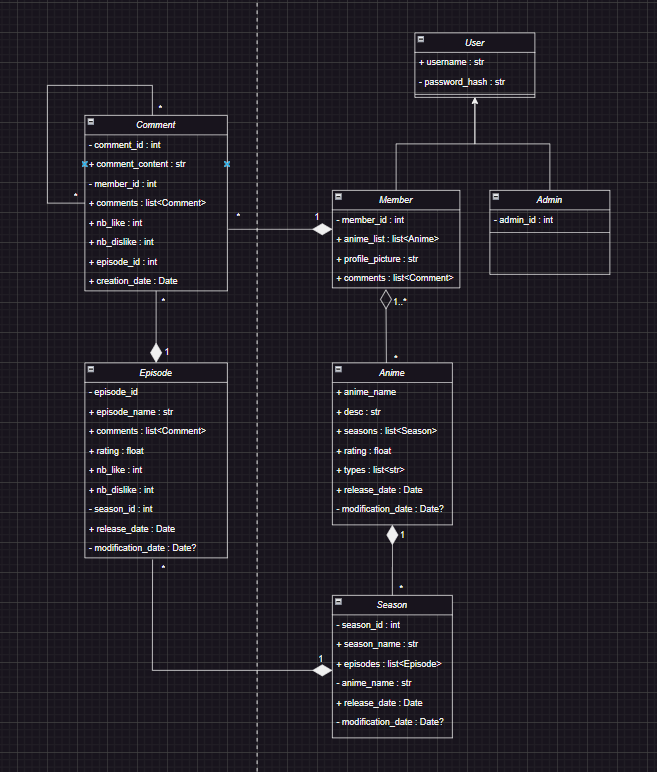 User
+ username : str
- password_hash : str
*
Comment
- comment_id : int
+ comment_content : str
- member_id : int
+ comments : list<Comment>
+ nb_like : int
+ nb_dislike : int
+ episode_id : int
+ creation_date : Date
*
*
1
Member
- member_id : int
+ anime_list : list<Anime>
+ profile_picture : str
+ comments : list<Comment>
Admin
- admin_id : int
*
1
1..*
*
Episode
- episode_id
+ episode_name : str
+ comments : list<Comment>
+ rating : float
+ nb_like : int
+ nb_dislike : int
- season_id : int
+ release_date : Date
- modification_date : Date?
*
Anime
+ anime_name
+ desc : str
+ seasons : list<Season>
+ rating : float
+ types : list<str>
+ release_date : Date
- modification_date : Date?
1
*
1
Season
- season_id : int
+ season_name : str
+ episodes : list<Episode>
- anime_name : str
+ release_date : Date
- modification_date : Date?